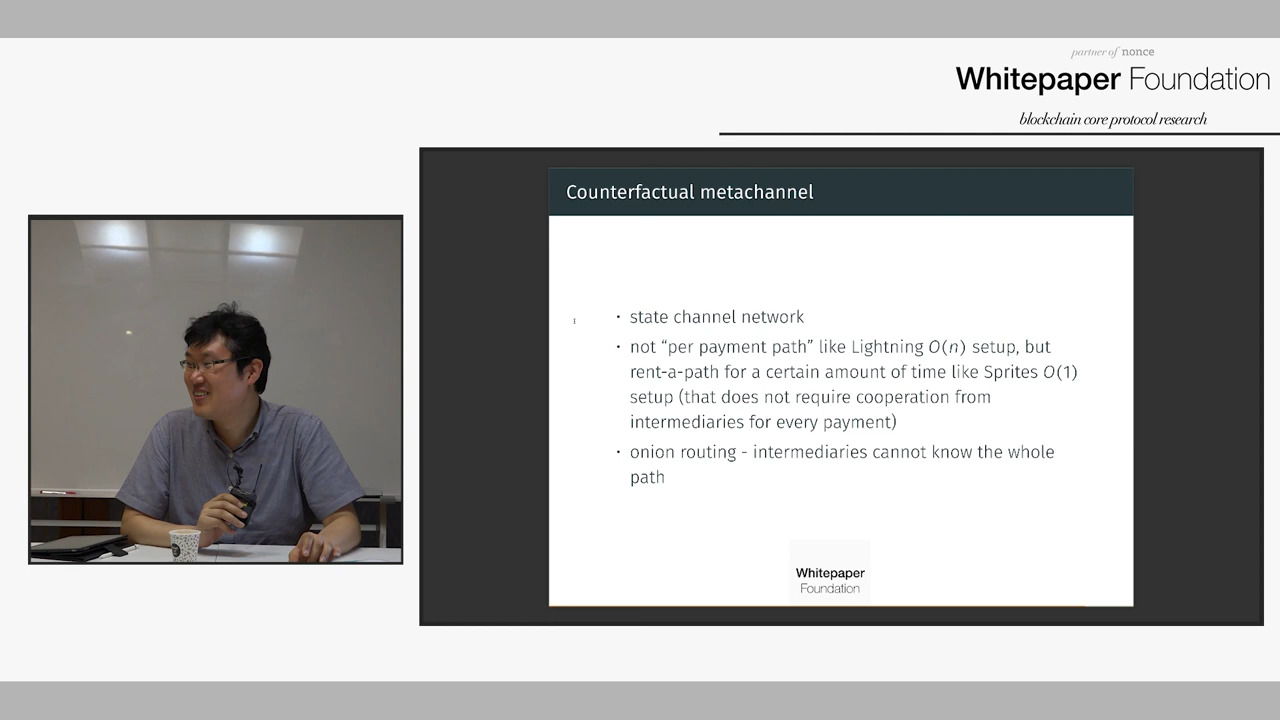 partner of nonce
Whitepaper Foundation
blockchain core protocol research
Counterfactual metachannel
· state channel network
· not “per payment path” like Lightning O(n) setup, but
rent-a-path for a certain amount of time like Sprites O(1)
setup (that does not require cooperation from
intermediaries for every payment)
· onion routing - intermediaries cannot know the whole
path
Whitepaper
Foundation